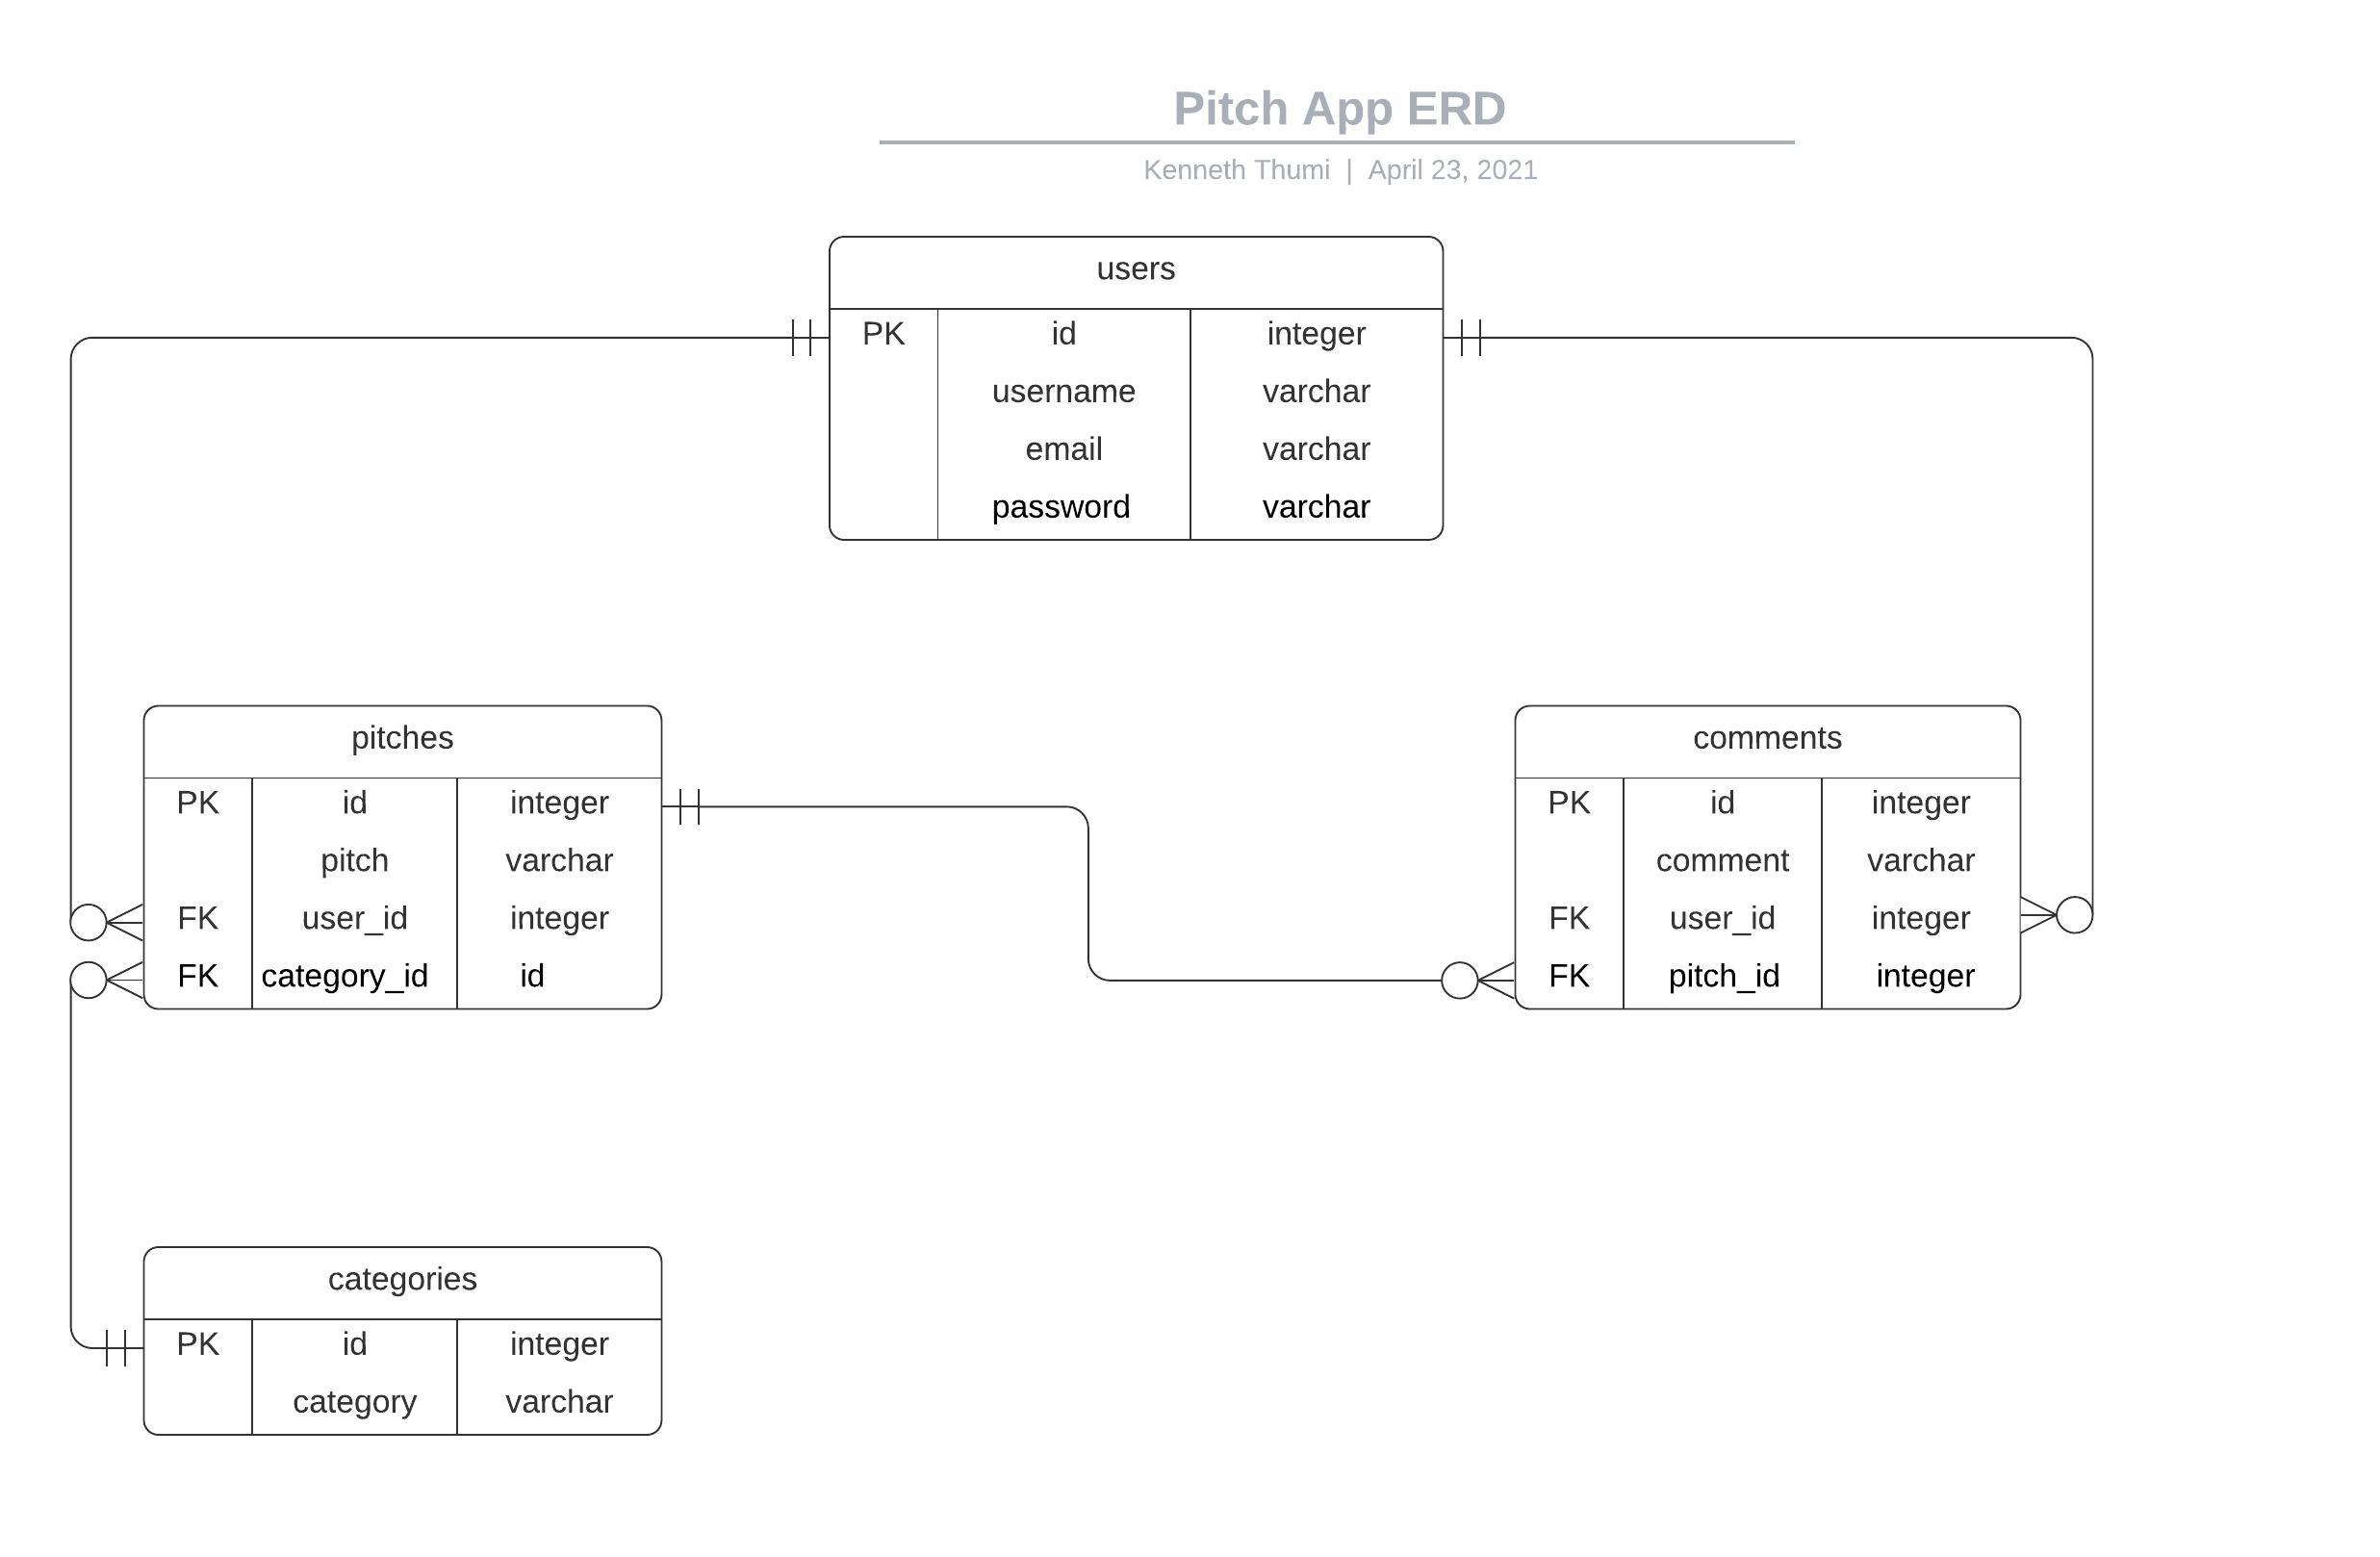 Pitch App ERD
Kenneth Thumi | April 23, 2021
users
PK id integer
username varchar
email varchar
password varchar
pitches
PK id integer
pitch varchar
FK user_id integer
FK category_id id
comments
PK id integer
comment varchar
FK user_id integer
FK pitch_id integer
categories
PK id integer
category varchar